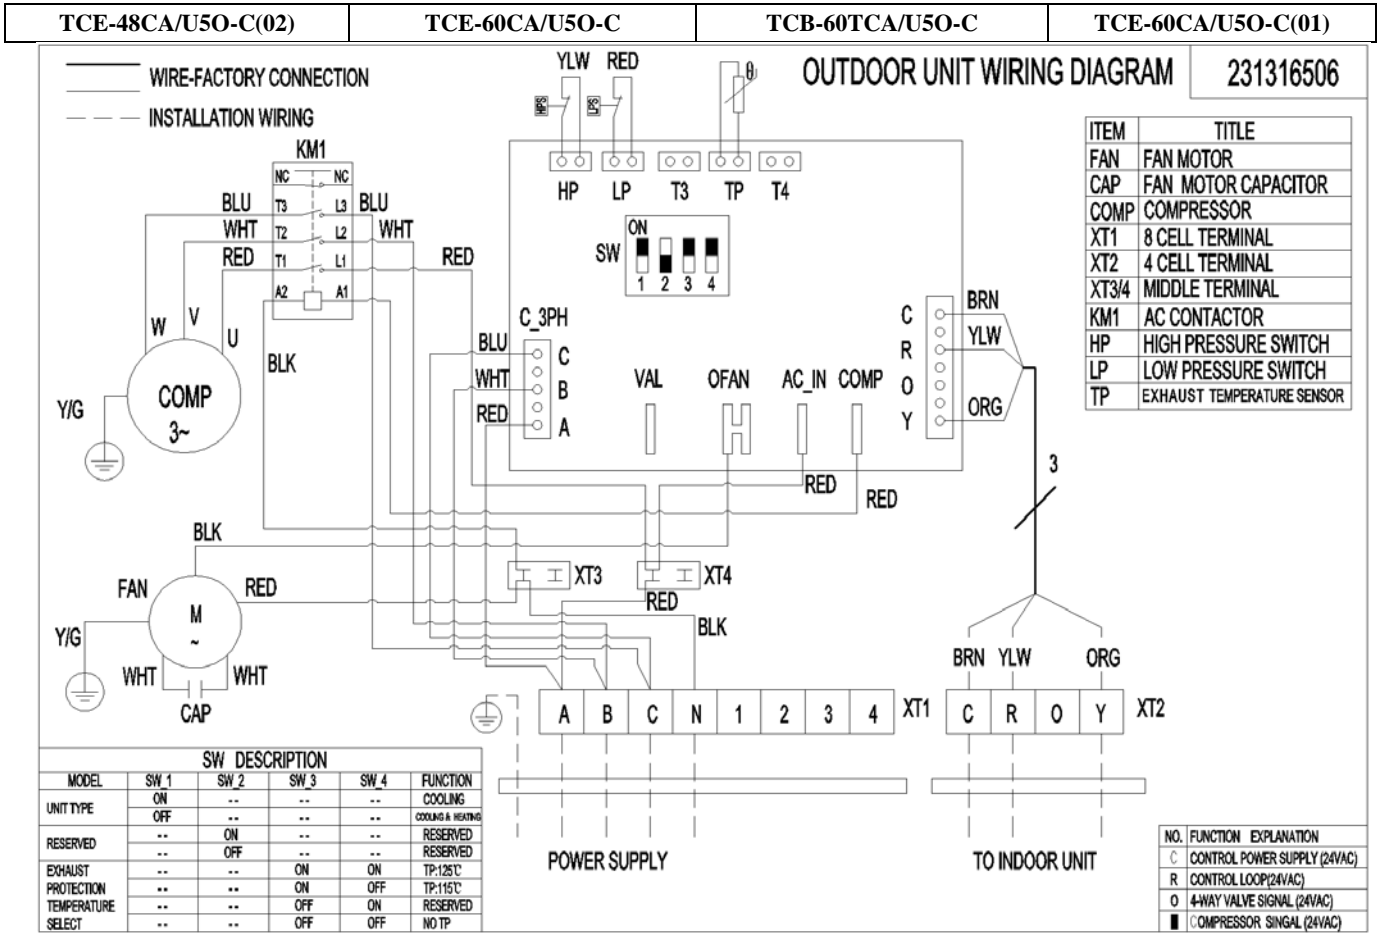 TCE-48CA/U5O-C(02) TCE-60CA/U5O-C TCB-60TCA/U5O-C TCE-60CA/U5O-C(01)
WIRE-FACTORY CONNECTION
INSTALLATION WIRING
OUTDOOR UNIT WIRING DIAGRAM
231316506
YLW RED
HPS LPS θ
HP LP T3 TP T4
ITEM TITLE
FAN FAN MOTOR
CAP FAN MOTOR CAPACITOR
COMP COMPRESSOR
XT1 8 CELL TERMINAL
XT2 4 CELL TERMINAL
XT3/4 MIDDLE TERMINAL
KM1 AC CONTACTOR
HP HIGH PRESSURE SWITCH
LP LOW PRESSURE SWITCH
TP EXHAUST TEMPERATURE SENSOR
KM1
NC NC
BLU T3 L3 BLU
WHT T2 L2 WHT
RED T1 L1 RED
A2 A1
SW
ON
1 2 3 4
W V U
BLK
COMP
3~
Y/G
C_3PH
BLU C
WHT B
RED A
VAL OFAN AC_IN COMP
C BRN
R YLW
O
Y ORG
RED
RED
3
BLK
FAN
M
~
RED
Y/G
WHT WHT
CAP
XT3 XT4
RED
BLK
A B C N 1 2 3 4 XT1
BRN YLW ORG
C R O Y XT2
POWER SUPPLY
TO INDOOR UNIT
SW DESCRIPTION
MODEL SW_1 SW_2 SW_3 SW_4 FUNCTION
UNIT TYPE
ON -- -- -- COOLING
OFF -- -- -- COOLING & HEATING
RESERVED
-- ON -- -- RESERVED
-- OFF -- -- RESERVED
EXHAUST -- -- ON ON TP:125℃
PROTECTION -- -- ON OFF TP:115℃
TEMPERATURE -- -- OFF ON RESERVED
SELECT -- -- OFF OFF NO TP
NO. FUNCTION EXPLANATION
C CONTROL POWER SUPPLY (24VAC)
R CONTROL LOOP(24VAC)
O 4-WAY VALVE SIGNAL (24VAC)
COMPRESSOR SINGAL (24VAC)